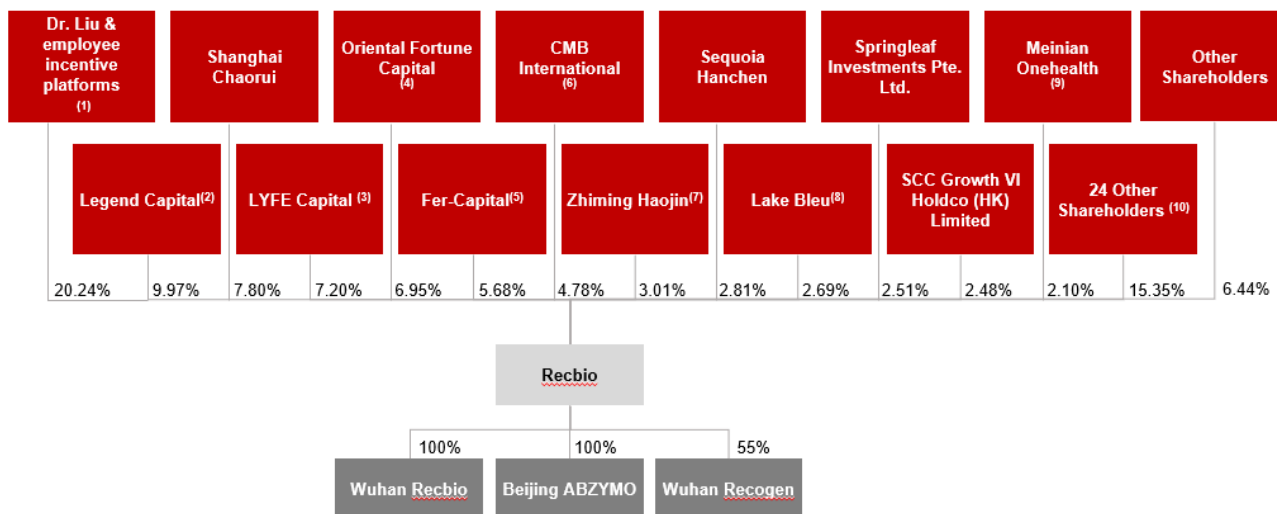 Dr. Liu &
employee
incentive
platforms
(1)
Shanghai
Chaorui
Oriental Fortune
Capital
(4)
CMB
International
(6)
Sequoia
Hanchen
Springleaf
Investments Pte.
Ltd.
Meinian
Onehealth
(9)
Other
Shareholders
Legend Capital(2)
LYFE Capital (3)
Fer-Capital(5)
Zhiming Haojin(7)
Lake Bleu(8)
SCC Growth VI
Holdco (HK)
Limited
24 Other
Shareholders (10)
20.24%
9.97%
7.80%
7.20%
6.95%
5.68%
4.78%
3.01%
2.81%
2.69%
2.51%
2.48%
2.10%
15.35%
6.44%
Recbio
100%
100%
55%
Wuhan Recbio
Beijing ABZYMO
Wuhan Recogen